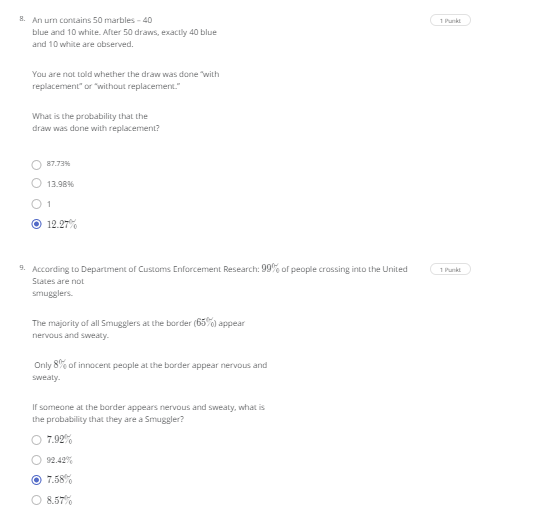 8. An urn contains 50 marbles – 40
1 Punkt
blue and 10 white. After 50 draws, exactly 40 blue
and 10 white are observed.
You are not told whether the draw was done "with
replacement" or "without replacement."
What is the probability that the
draw was done with replacement?
87.73%
13.98%
1
12.27%
9. According to Department of Customs Enforcement Research: 99% of people crossing into the United
1 Punkt
States are not
smugglers.
The majority of all Smugglers at the border (65%) appear
nervous and sweaty.
Only 8% of innocent people at the border appear nervous and
sweaty.
If someone at the border appears nervous and sweaty, what is
the probability that they are a Smuggler?
7.92%
92.42%
7.58%
8.57%